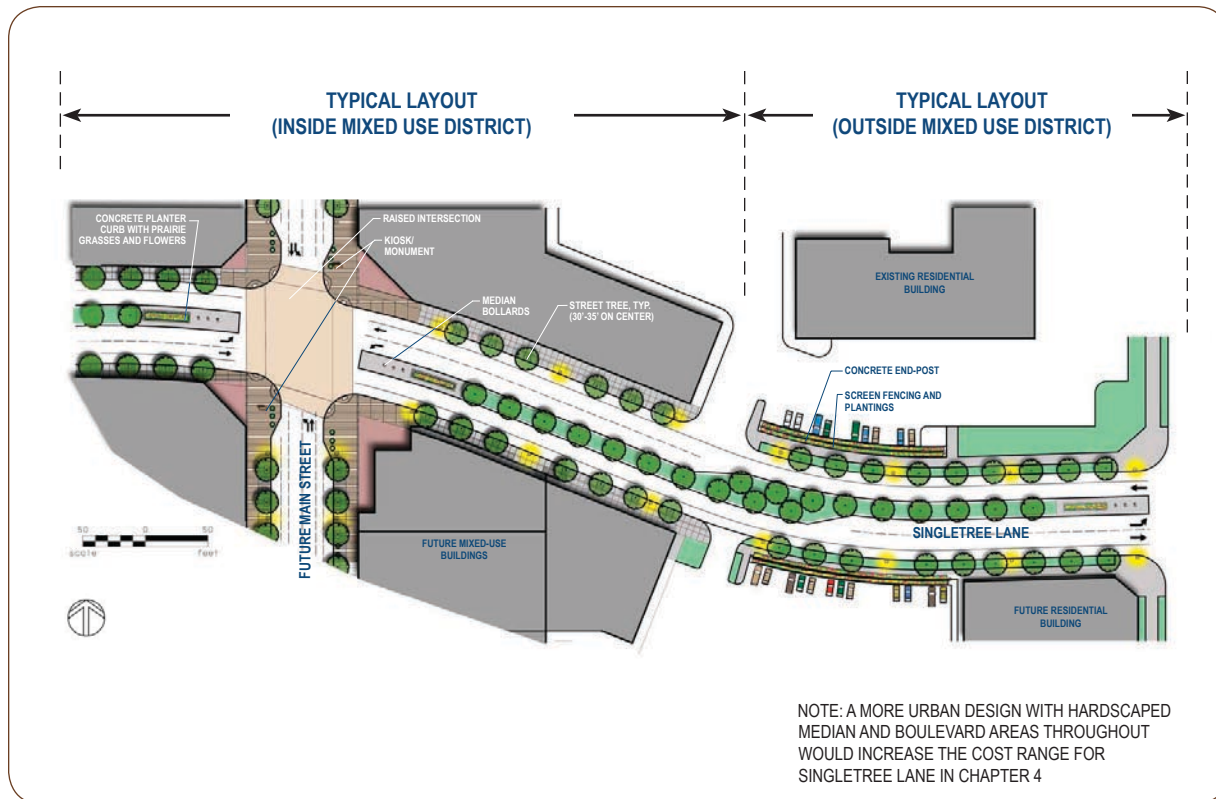 TYPICAL LAYOUT
(INSIDE MIXED USE DISTRICT)
TYPICAL LAYOUT
(OUTSIDE MIXED USE DISTRICT)
CONCRETE PLANTER
CURB WITH PRAIRIE
GRASSES AND FLOWERS
RAISED INTERSECTION
KIOSK/
MONUMENT
MEDIAN
BOLLARDS
STREET TREE, TYP.
(30'-35' ON CENTER)
EXISTING RESIDENTIAL
BUILDING
CONCRETE END-POST
SCREEN FENCING AND
PLANTINGS
SINGLETREE LANE
FUTURE MAIN STREET
FUTURE MIXED-USE
BUILDINGS
FUTURE RESIDENTIAL
BUILDING
50 0 50
scale feet
NOTE: A MORE URBAN DESIGN WITH HARDSCAPED
MEDIAN AND BOULEVARD AREAS THROUGHOUT
WOULD INCREASE THE COST RANGE FOR
SINGLETREE LANE IN CHAPTER 4